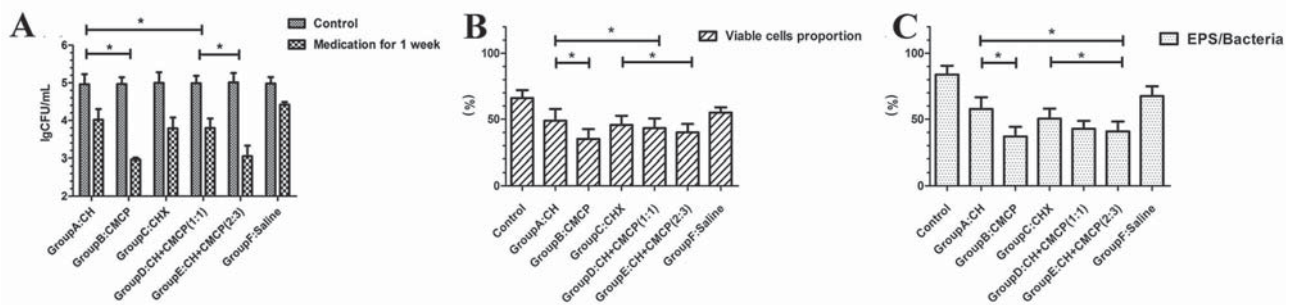 A
Control
Medication for 1 week
*
*
*
lgCFU/mL
6
5
4
3
2
GroupA:CH
GroupB:CMCP
GroupC:CHX
GroupD:CH+CMCP(1:1)
GroupE:CH+CMCP(2:3)
GroupF:Saline
B
Viable cells proportion
*
*
*
(%)
100
50
0
Control
GroupA:CH
GroupB:CMCP
GroupC:CHX
GroupD:CH+CMCP(1:1)
GroupE:CH+CMCP(2:3)
GroupF:Saline
C
EPS/Bacteria
*
*
*
(%)
100
50
0
Control
GroupA:CH
GroupB:CMCP
GroupC:CHX
GroupD:CH+CMCP(1:1)
GroupE:CH+CMCP(2:3)
GroupF:Saline